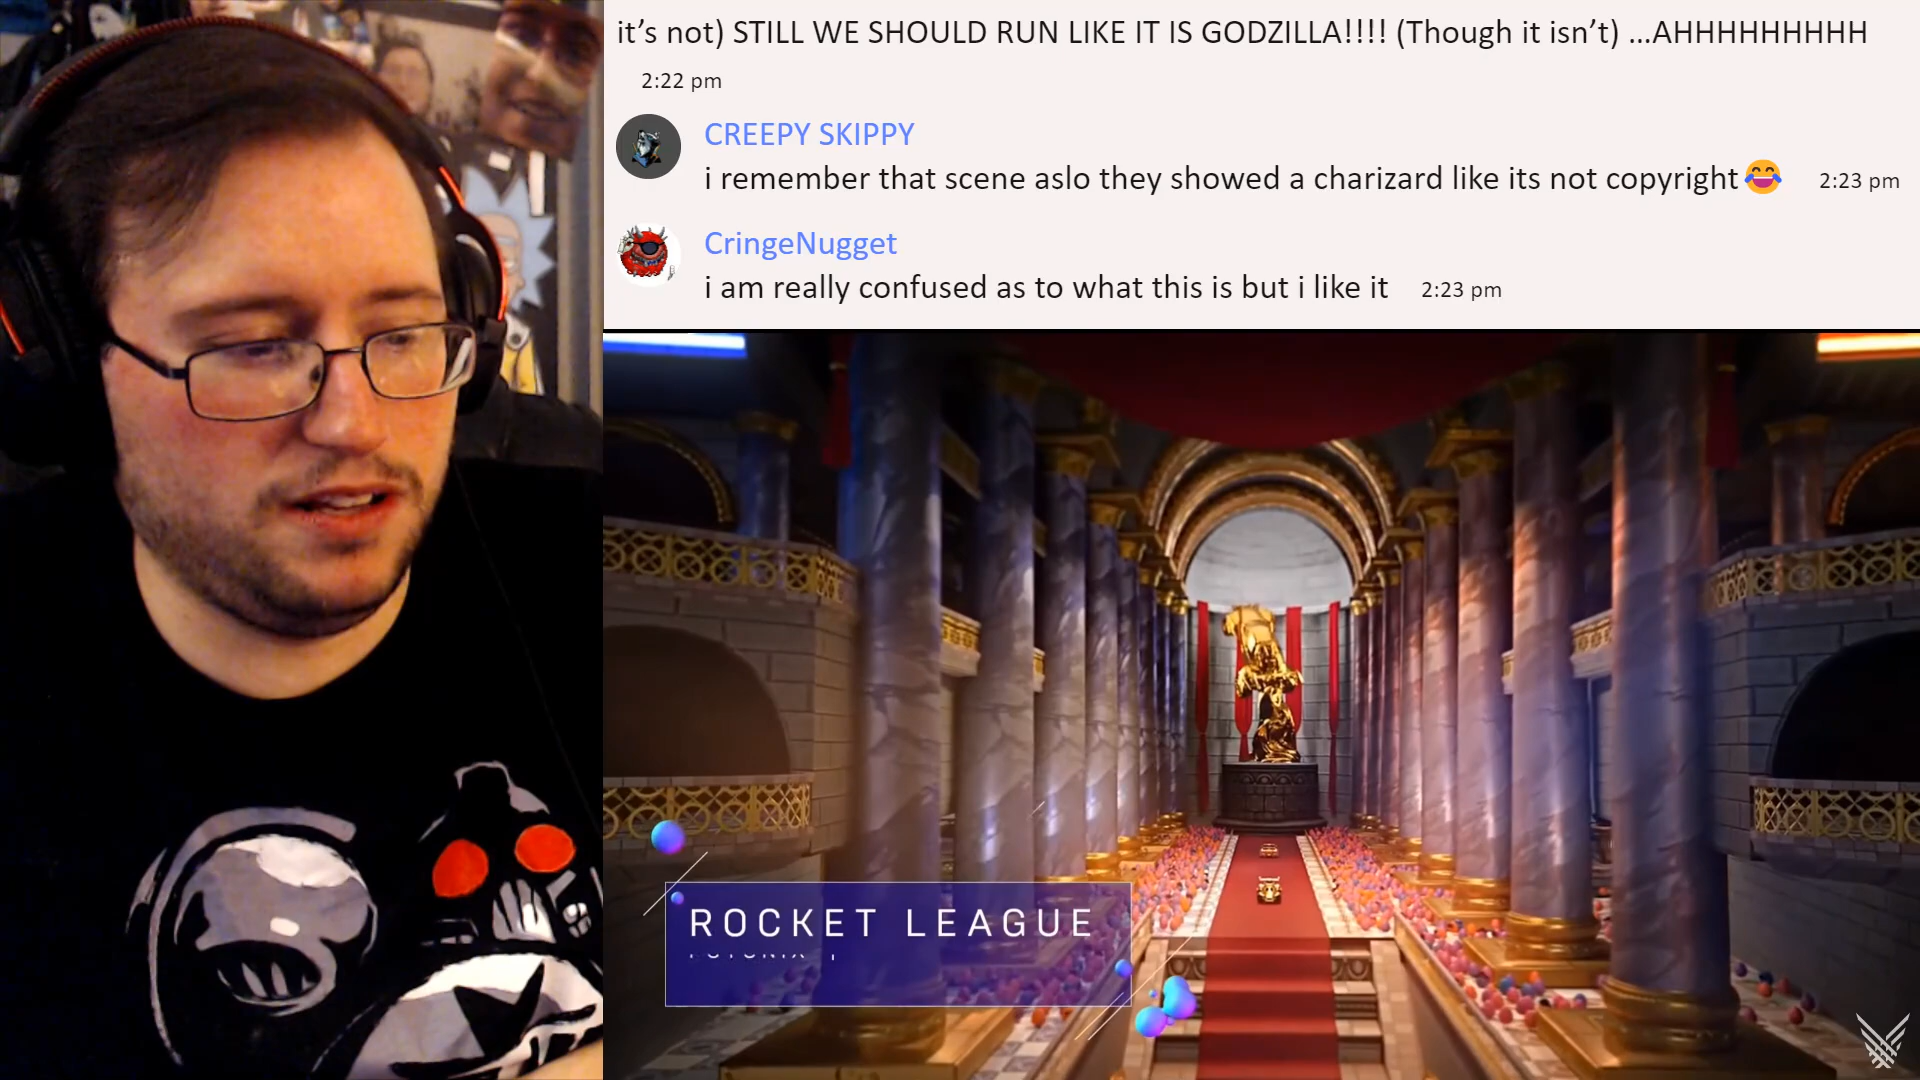 it’s not) STILL WE SHOULD RUN LIKE IT IS GODZILLA!!!! (Though it isn’t) ...AHHHHHHHHH
2:22 pm
CREEPY SKIPPY
i remember that scene aslo they showed a charizard like its not copyright😂 2:23 pm
CringeNugget
i am really confused as to what this is but i like it 2:23 pm
ROCKET LEAGUE